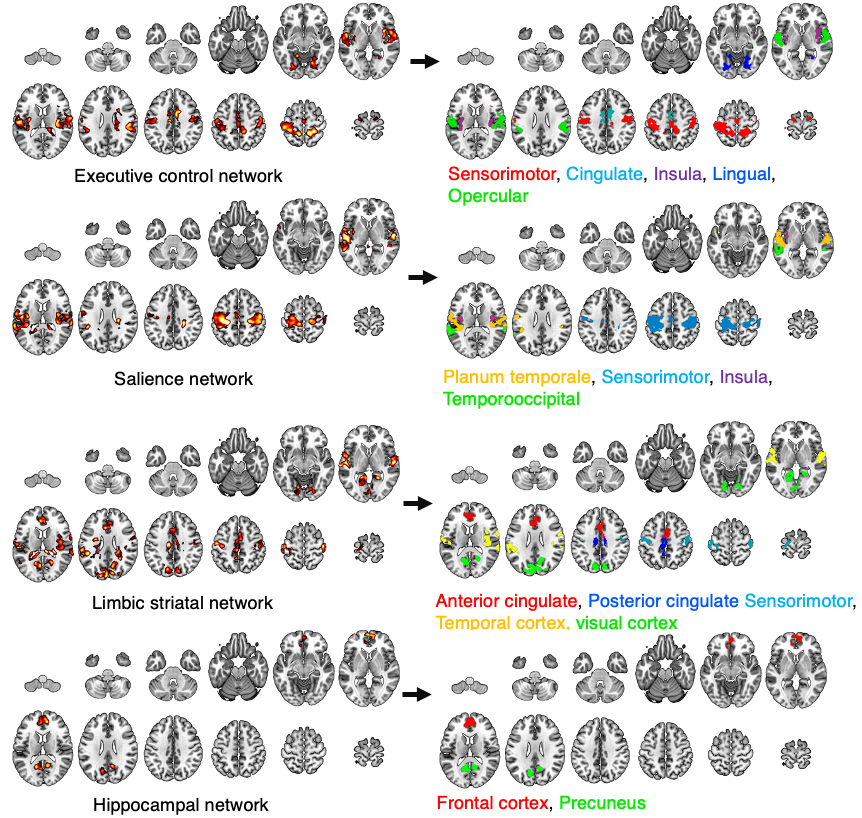 Executive control network
Sensorimotor, Cingulate, Insula, Lingual,
Opercular
Salience network
Planum temporale, Sensorimotor, Insula,
Temporooccipital
Limbic striatal network
Anterior cingulate, Posterior cingulate Sensorimotor,
Temporal cortex, visual cortex
Hippocampal network
Frontal cortex, Precuneus